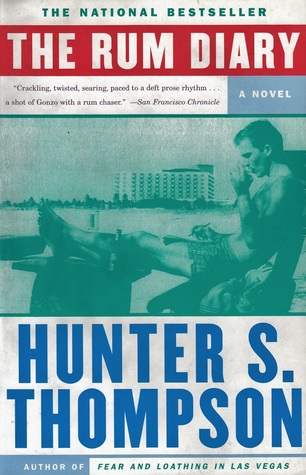 THE NATIONAL BESTSELLER
THE RUM DIARY
"Crackling, twisted, searing, paced to a deft prose rhythm . . .
a shot of Gonzo with a rum chaser." —San Francisco Chronicle
A NOVEL
HUNTER S.
THOMPSON
AUTHOR OF FEAR AND LOATHING IN LAS VEGAS